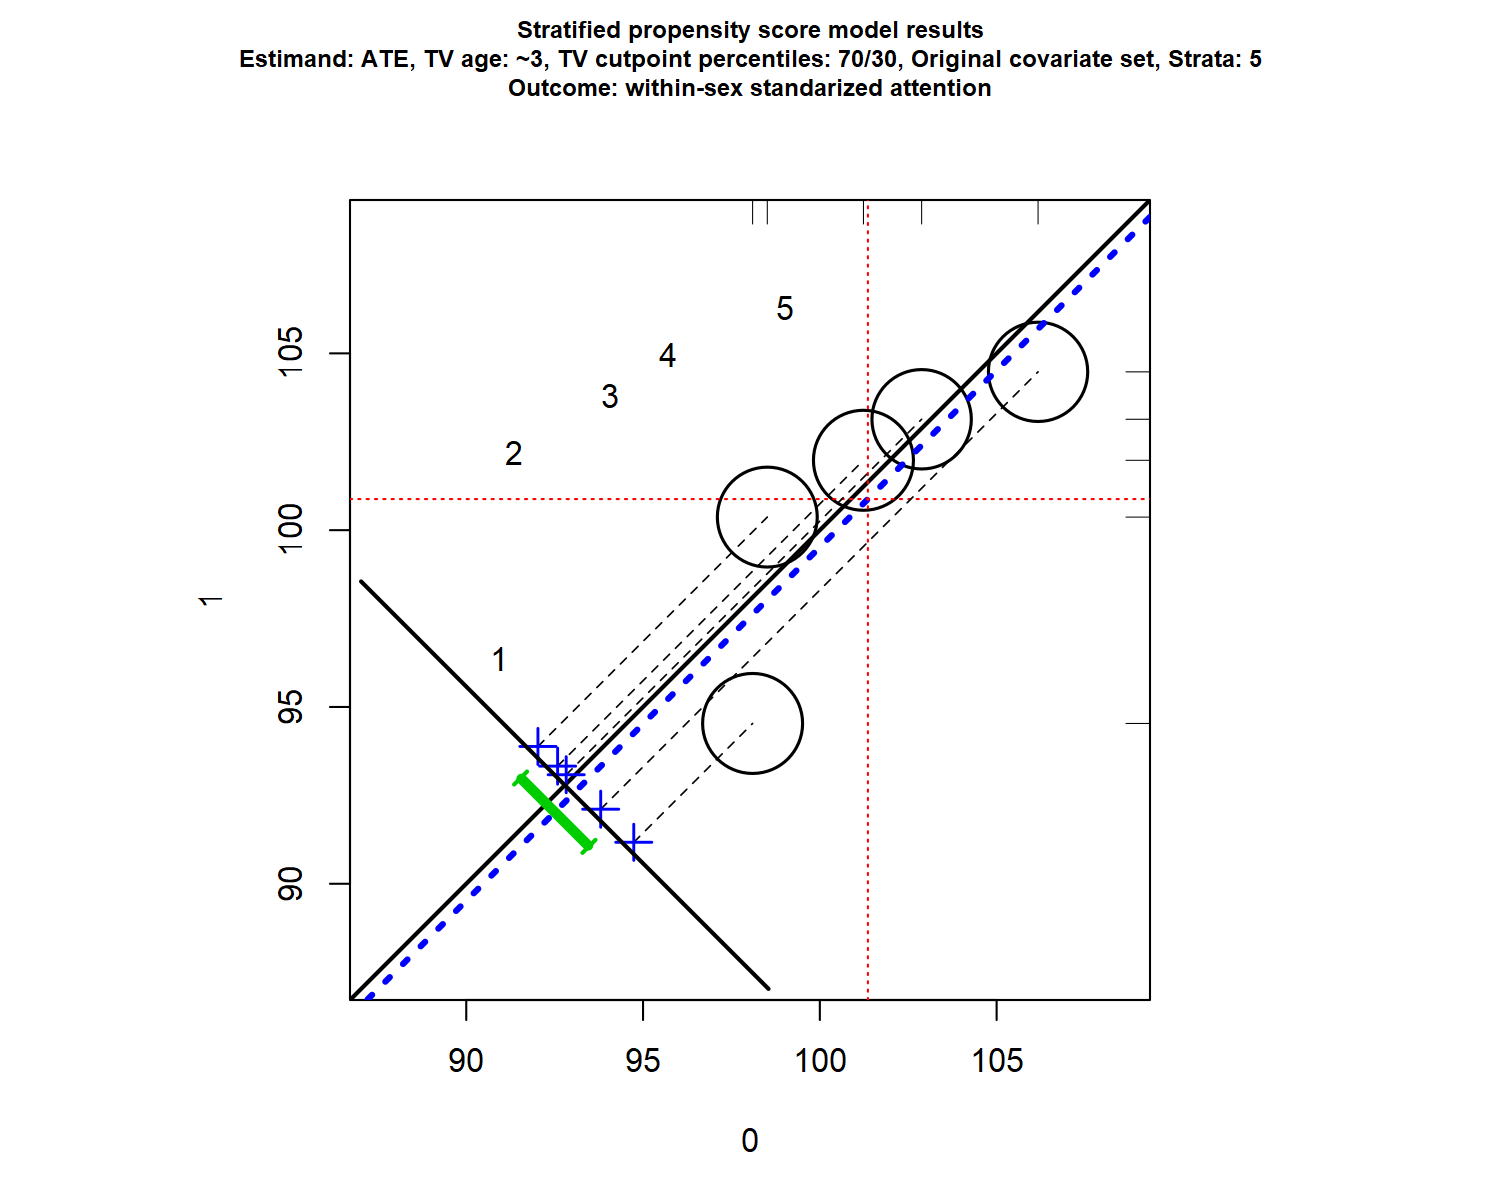 Stratified propensity score model results
Estimand: ATE, TV age: ~3, TV cutpoint percentiles: 70/30, Original covariate set, Strata: 5
Outcome: within-sex standarized attention
5
4
3
2
1
105
100
95
90
1
90 95 100 105
0